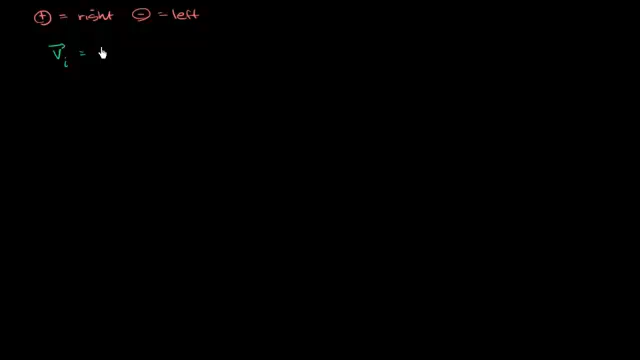 ⊕ = right ⊖ = left
v⃗ᵢ =